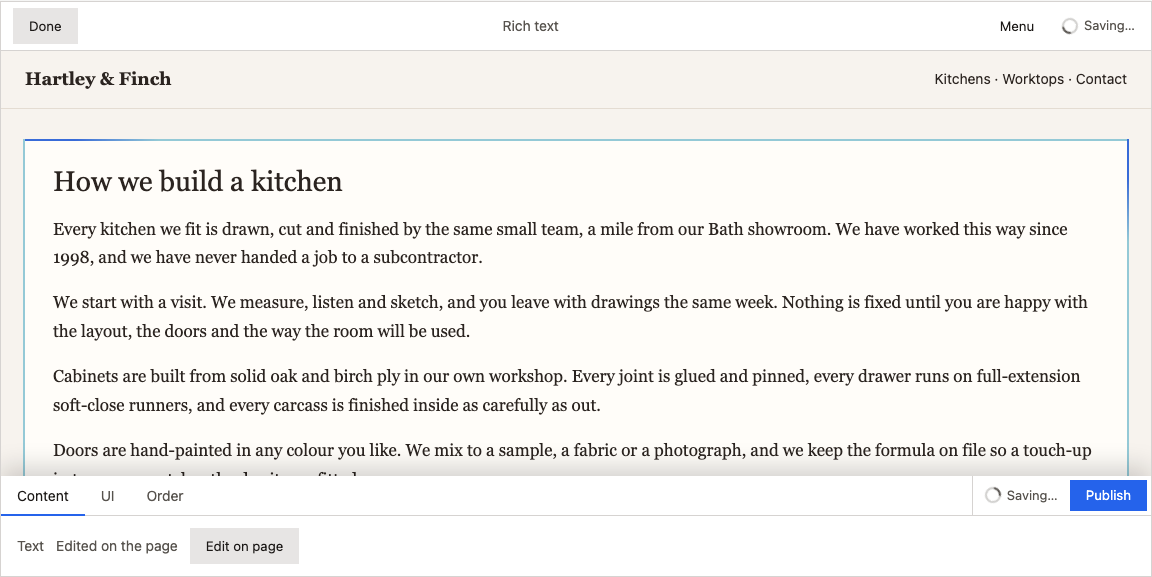 Done
Rich text
Menu
Saving...
Hartley & Finch
Kitchens · Worktops · Contact
How we build a kitchen
Every kitchen we fit is drawn, cut and finished by the same small team, a mile from our Bath showroom. We have worked this way since
1998, and we have never handed a job to a subcontractor.
We start with a visit. We measure, listen and sketch, and you leave with drawings the same week. Nothing is fixed until you are happy with
the layout, the doors and the way the room will be used.
Cabinets are built from solid oak and birch ply in our own workshop. Every joint is glued and pinned, every drawer runs on full-extension
soft-close runners, and every carcass is finished inside as carefully as out.
Doors are hand-painted in any colour you like. We mix to a sample, a fabric or a photograph, and we keep the formula on file so a touch-up
Content
UI
Order
Saving...
Publish
Text
Edited on the page
Edit on page